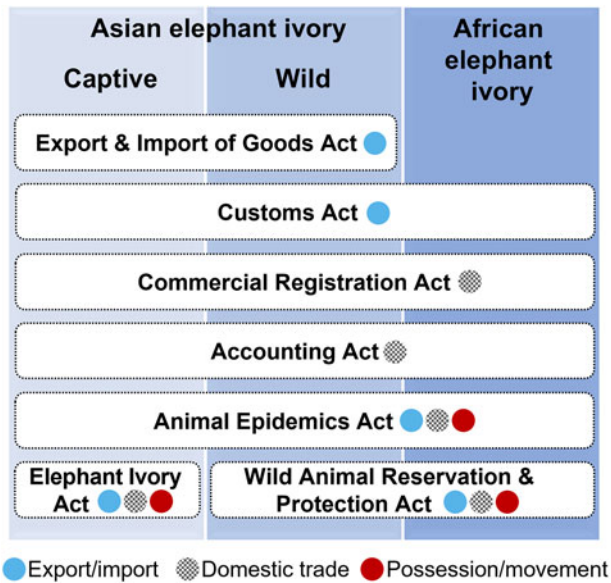 Asian elephant ivory
African
elephant
ivory
Captive
Wild
Export & Import of Goods Act
Customs Act
Commercial Registration Act
Accounting Act
Animal Epidemics Act
Elephant Ivory
Act
Wild Animal Reservation &
Protection Act
Export/import
Domestic trade
Possession/movement